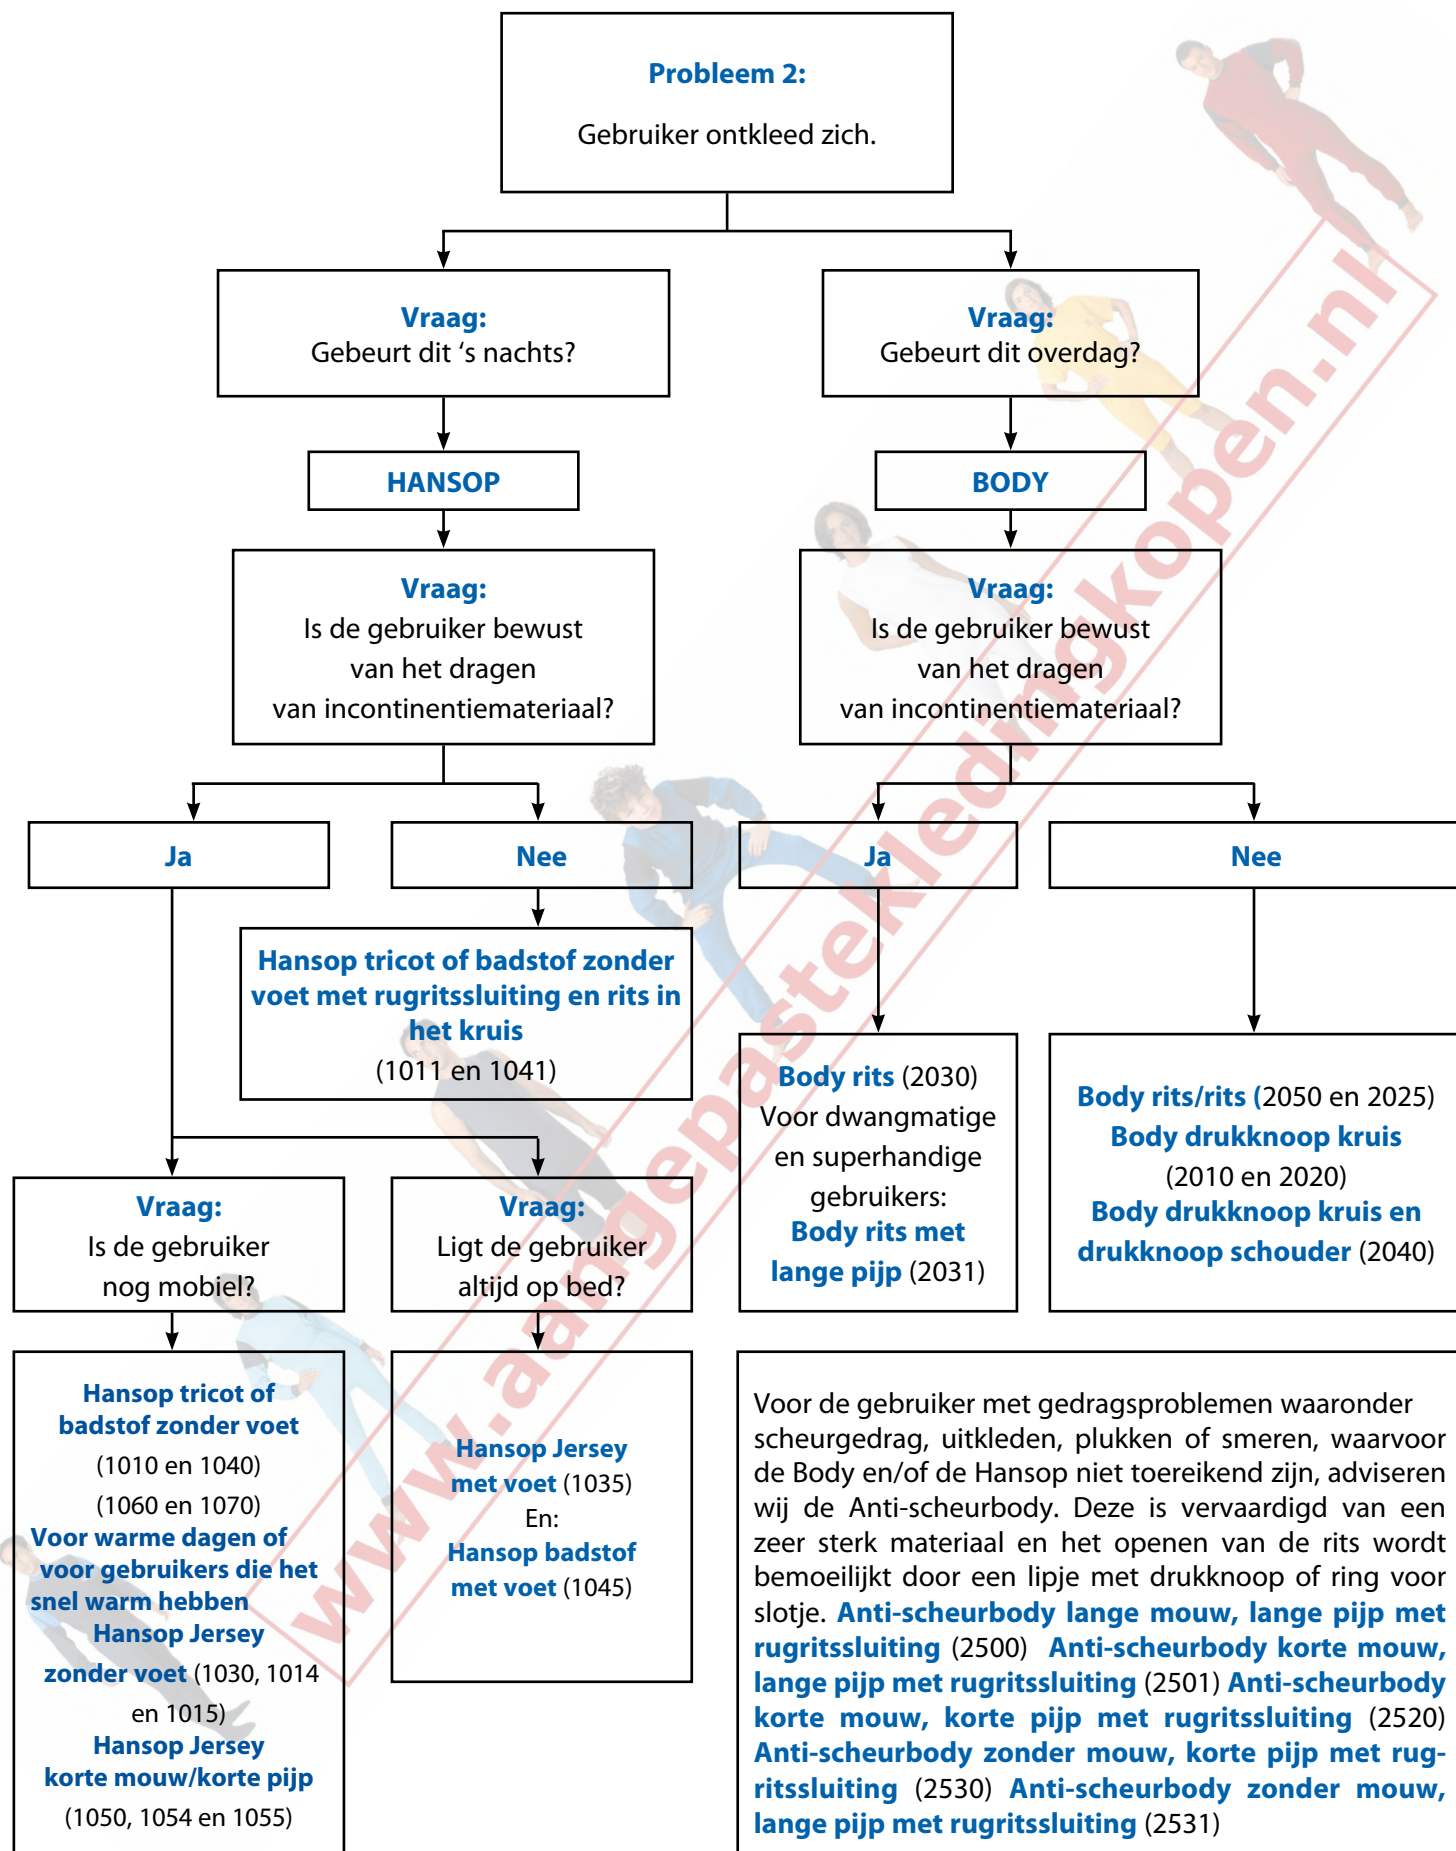 Probleem 2:
Gebruiker ontkleed zich.
Vraag:
Gebeurt dit ‘s nachts?
Vraag:
Gebeurt dit overdag?
HANSOP
BODY
Vraag:
Is de gebruiker bewust
van het dragen
van incontinentiemateriaal?
Vraag:
Is de gebruiker bewust
van het dragen
van incontinentiemateriaal?
Ja
Nee
Ja
Nee
Hansop tricot of badstof zonder
voet met rugritssluiting en rits in
het kruis
(1011 en 1041)
Body rits (2030)
Voor dwangmatige
en superhandige
gebruikers:
Body rits met
lange pijp (2031)
Body rits/rits (2050 en 2025)
Body drukknoop kruis
(2010 en 2020)
Body drukknoop kruis en
drukknoop schouder (2040)
Vraag:
Is de gebruiker
nog mobiel?
Vraag:
Ligt de gebruiker
altijd op bed?
Hansop tricot of
badstof zonder voet
(1010 en 1040)
(1060 en 1070)
Voor warme dagen of
voor gebruikers die het
snel warm hebben
Hansop Jersey
zonder voet (1030, 1014
en 1015)
Hansop Jersey
korte mouw/korte pijp
(1050, 1054 en 1055)
Hansop Jersey
met voet (1035)
En:
Hansop badstof
met voet (1045)
Voor de gebruiker met gedragsproblemen waaronder
scheurgedrag, uitkleden, plukken of smeren, waarvoor
de Body en/of de Hansop niet toereikend zijn, adviseren
wij de Anti-scheurbody. Deze is vervaardigd van een
zeer sterk materiaal en het openen van de rits wordt
bemoeilijkt door een lipje met drukknoop of ring voor
slotje. Anti-scheurbody lange mouw, lange pijp met
rugritssluiting (2500) Anti-scheurbody korte mouw,
lange pijp met rugritssluiting (2501) Anti-scheurbody
korte mouw, korte pijp met rugritssluiting (2520)
Anti-scheurbody zonder mouw, korte pijp met rug-
ritssluiting (2530) Anti-scheurbody zonder mouw,
lange pijp met rugritssluiting (2531)
www.aangepastekledingkopen.nl